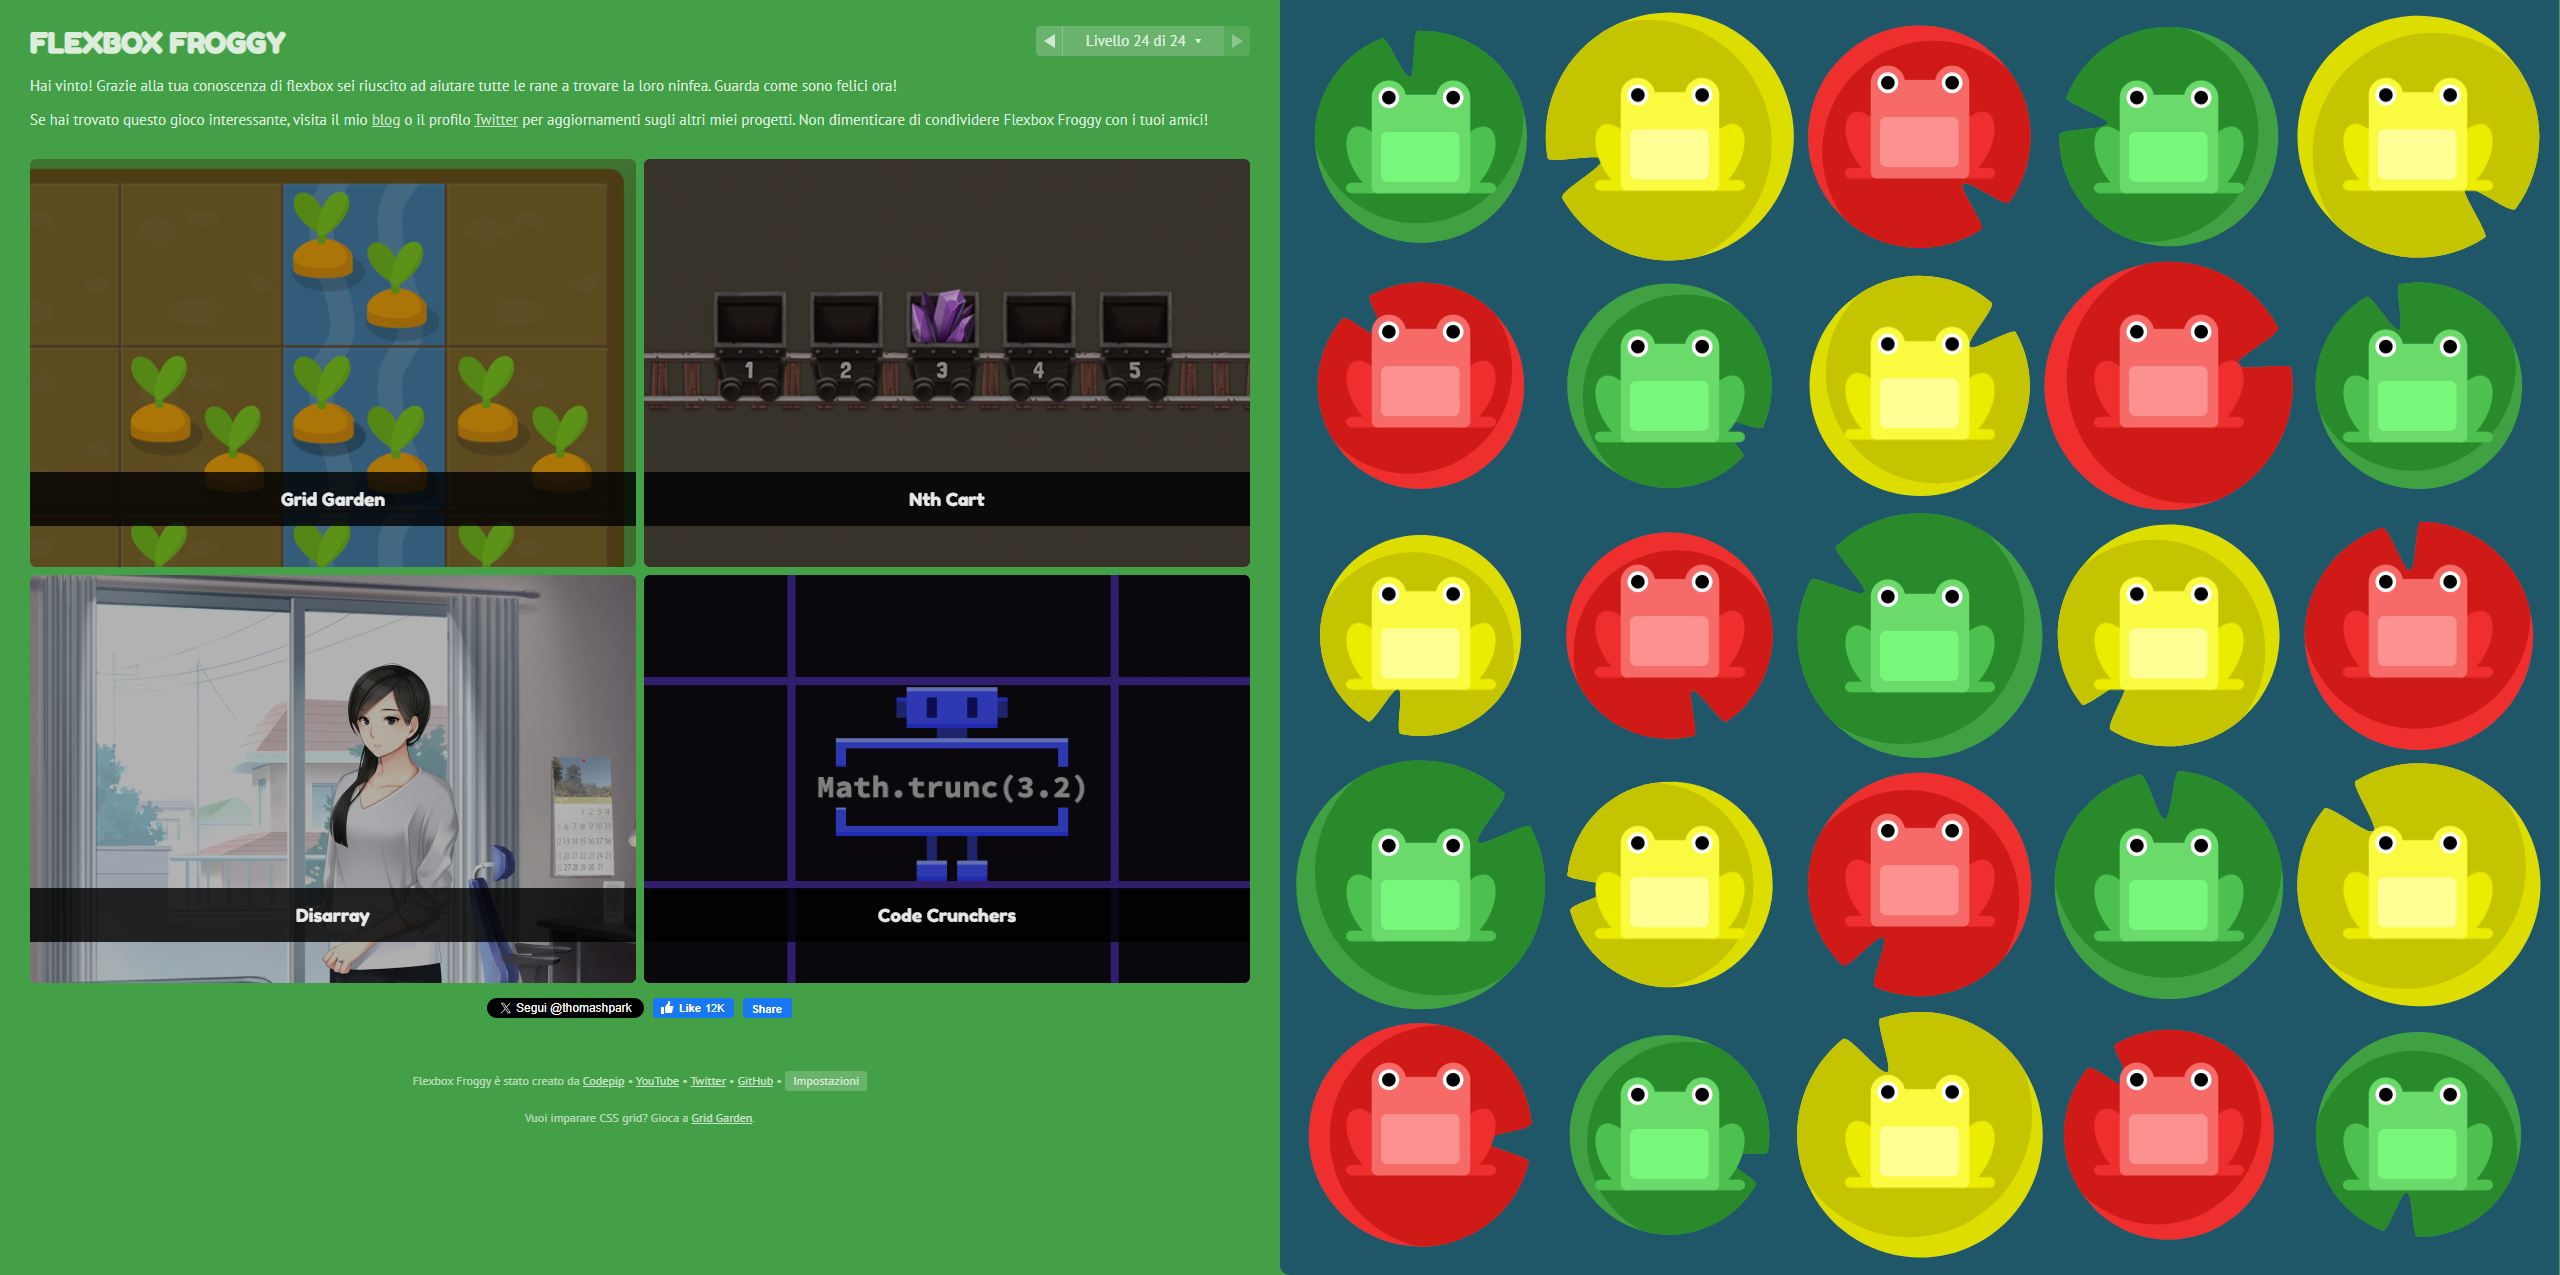 FLEXBOX FROGGY
Livello 24 di 24
Hai vinto! Grazie alla tua conoscenza di flexbox sei riuscito ad aiutare tutte le rane a trovare la loro ninfea. Guarda come sono felici ora!
Se hai trovato questo gioco interessante, visita il mio blog o il profilo Twitter per aggiornamenti sugli altri miei progetti. Non dimenticare di condividere Flexbox Froggy con i tuoi amici!
1 2 3 4 5
Grid Garden
Nth Cart
Math.trunc(3.2)
Disarray
Code Crunchers
Segui @thomashpark
Like 12K
Share
Flexbox Froggy è stato creato da Codepip • YouTube • Twitter • GitHub • Impostazioni
Vuoi imparare CSS grid? Gioca a Grid Garden.